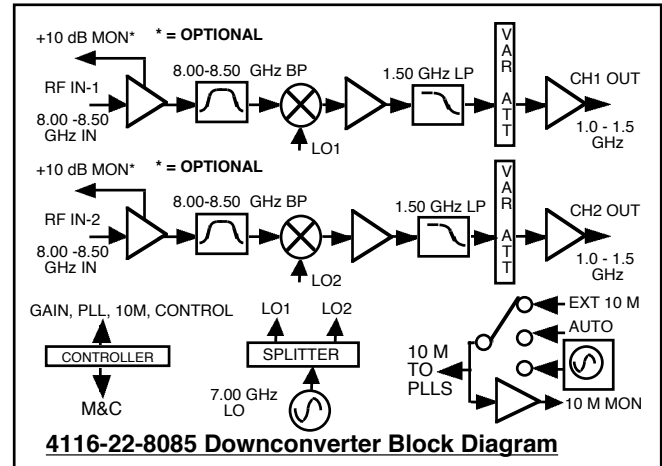 +10 dB MON* * = OPTIONAL
8.00-8.50 GHz BP
1.50 GHz LP
VAR ATT
CH1 OUT
RF IN-1
8.00 -8.50
GHz IN
LO1
1.0 - 1.5
GHz
+10 dB MON* * = OPTIONAL
8.00-8.50 GHz BP
1.50 GHz LP
VAR ATT
CH2 OUT
RF IN-2
8.00 -8.50
GHz IN
LO2
1.0 - 1.5
GHz
GAIN, PLL, 10M, CONTROL
CONTROLLER
M&C
LO1 LO2
SPLITTER
7.00 GHz
LO
EXT 10 M
AUTO
10 M
TO
PLLS
10 M MON
4116-22-8085 Downconverter Block Diagram